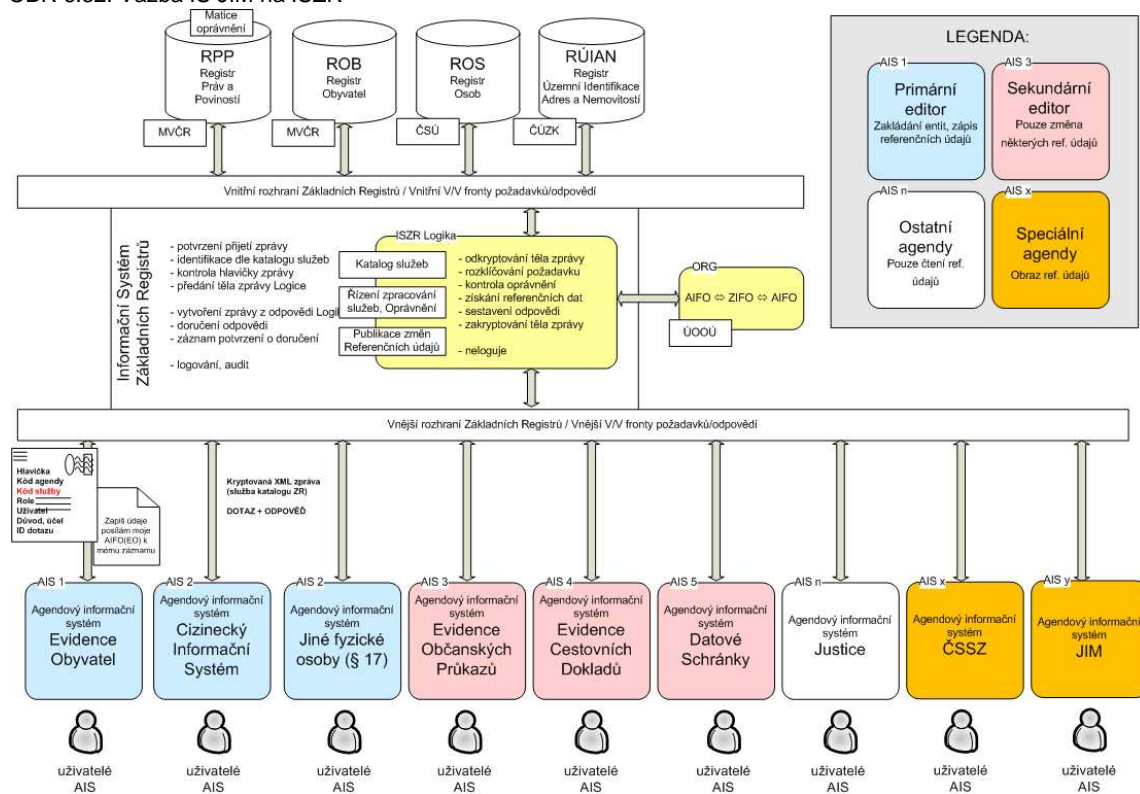 Matice
oprávnění
RPP
Registr
Práv a
Poviností
MVČR
ROB
Registr
Obyvatel
MVČR
ROS
Registr
Osob
ČSÚ
RÚIAN
Registr
Územní Identifikace
Adres a Nemovitostí
ČÚZK
LEGENDA:
AIS 1
Primární
editor
Zakládání entit, zápis
referenčních údajů
AIS 3
Sekundární
editor
Pouze změna
některých ref. údajů
AIS n
Ostatní
agendy
Pouze čtení ref.
údajů
AIS x
Speciální
agendy
Obraz ref. údajů
Vnitřní rozhraní Základních Registrů / Vnitřní V/V fronty požadavků/odpovědí
Informační Systém
Základních Registrů
- potvrzení přijetí zprávy
- identifikace dle katalogu služeb
- kontrola hlavičky zprávy
- předání těla zprávy Logice
- vytvoření zprávy z odpovědi Logi
- doručení odpovědi
- záznam potvrzení o doručení
- logování, audit
ISZR Logika
Katalog služeb
Řízení zpracování
služeb, Oprávnění
Publikace změn
Referenčních údajů
- odkryptování těla zprávy
- rozklíčování požadavku
- kontrola oprávnění
- získání referenčních dat
- sestavení odpovědi
- zakryptování těla zprávy
- neloguje
ORG
AIFO ⇔ ZIFO ⇔ AIFO
ÚOOÚ
Vnější rozhraní Základních Registrů / Vnější V/V fronty požadavků/odpovědí
Hlavička
Kód agendy
Kód služby
Role
Uživatel
Důvod, účel
ID dotazu
Zapiš údaje
posílám moje
AIFO(EO) k
mému záznamu
Kryptovaná XML zpráva
(služba katalogu ZR)
DOTAZ + ODPOVĚĎ
AIS 1
Agendový informační
systém
Evidence
Obyvatel
AIS 2
Agendový informační
systém
Cizinecký
Informační
Systém
AIS 2
Agendový informační
systém
Jiné fyzické
osoby (§ 17)
AIS 3
Agendový informační
systém
Evidence
Občanských
Průkazů
AIS 4
Agendový informační
systém
Evidence
Cestovních
Dokladů
AIS 5
Agendový informační
systém
Datové
Schránky
AIS n
Agendový informační
systém
Justice
AIS x
Agendový informační
systém
ČSSZ
AIS y
Agendový informační
systém
JIM
uživatelé
AIS
uživatelé
AIS
uživatelé
AIS
uživatelé
AIS
uživatelé
AIS
uživatelé
AIS
uživatelé
AIS
uživatelé
AIS
uživatelé
AIS